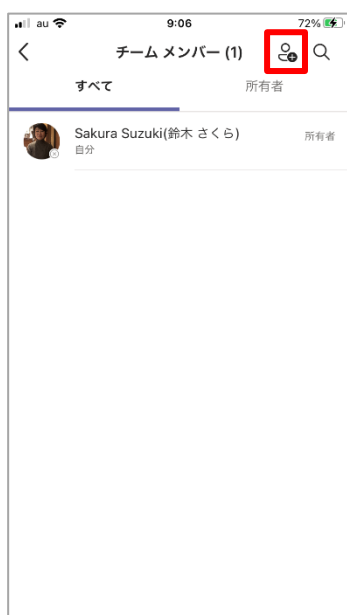 au 9:06 72%
チーム メンバー (1)
すべて 所有者
Sakura Suzuki(鈴木 さくら) 所有者
自分